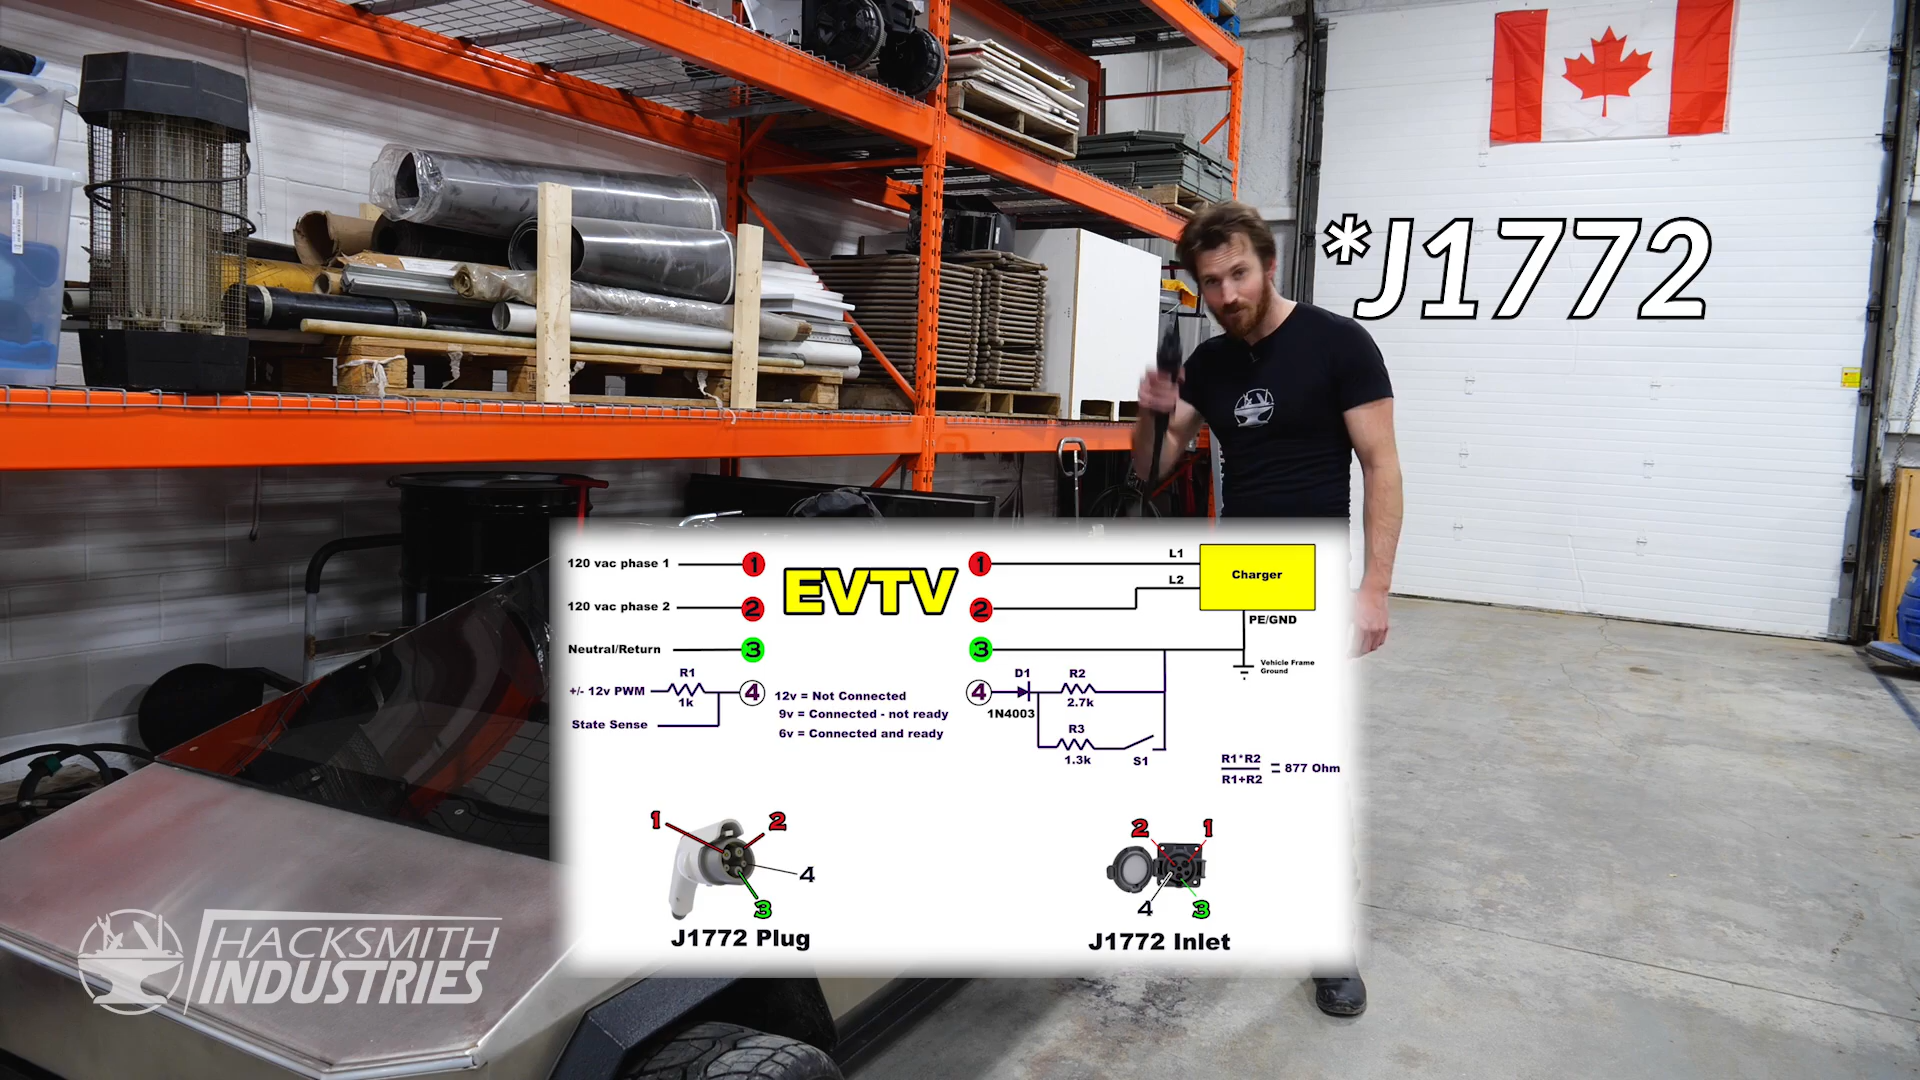 *J1772
120 vac phase 1
1
EVTV
1
L1
Charger
120 vac phase 2
2
2
L2
PE/GND
Neutral/Return
3
3
Vehicle Frame
Ground
R1
+/- 12v PWM
1k
4
State Sense
12v = Not Connected
9v = Connected - not ready
6v = Connected and ready
4
D1
1N4003
R2
2.7k
R3
1.3k
S1
R1*R2
R1+R2
= 877 Ohm
1
2
4
3
J1772 Plug
2
1
4
3
J1772 Inlet
HACKSMITH
INDUSTRIES